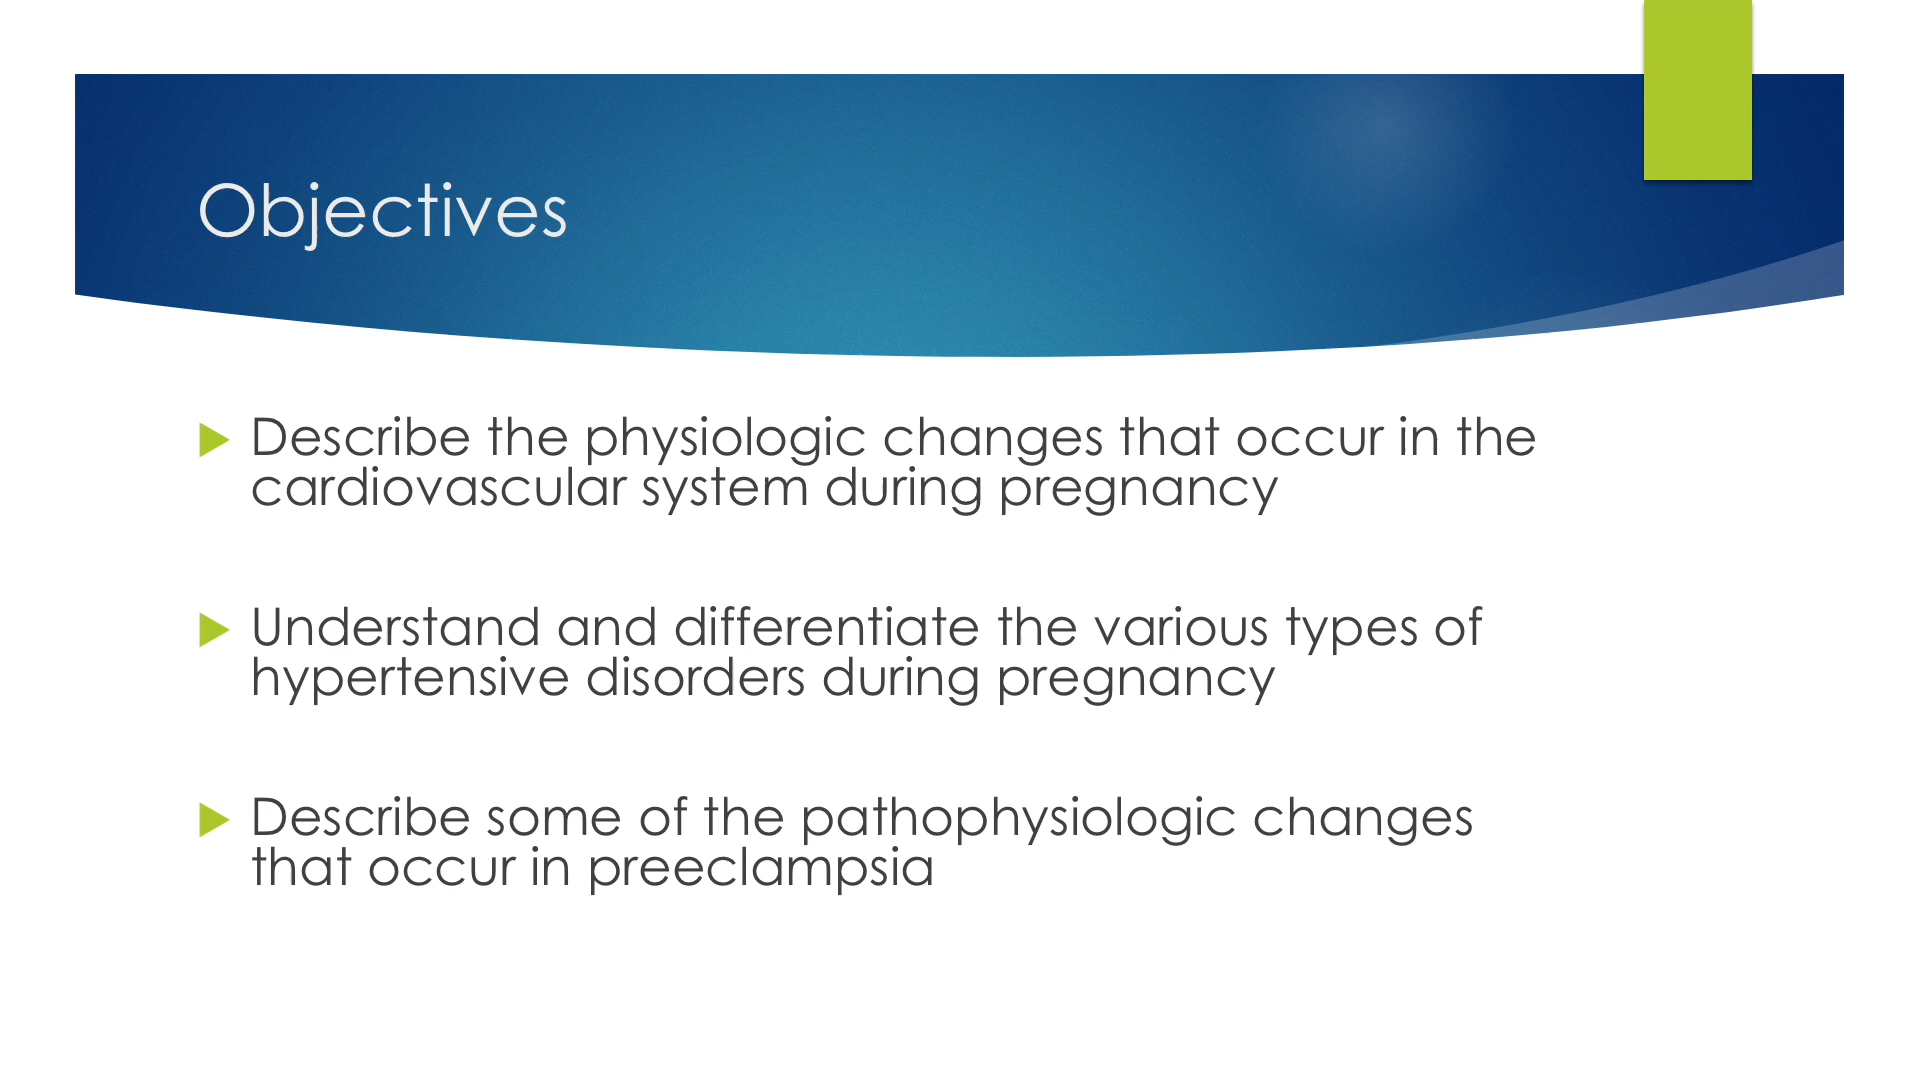 Objectives
Describe the physiologic changes that occur in the
cardiovascular system during pregnancy
Understand and differentiate the various types of
hypertensive disorders during pregnancy
Describe some of the pathophysiologic changes
that occur in preeclampsia